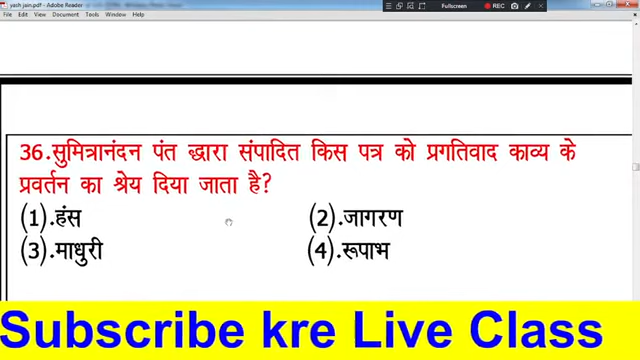 yash jain.pdf - Adobe Reader
Fullscreen REC
File Edit View Document Tools Window Help
36.सुमित्रानंदन पंत द्धारा संपादित किस पत्र को प्रगतिवाद काव्य के
प्रवर्तन का श्रेय दिया जाता है?
(1).हंस (2).जागरण
(3).माधुरी (4).रूपाभ
Subscribe kre Live Class